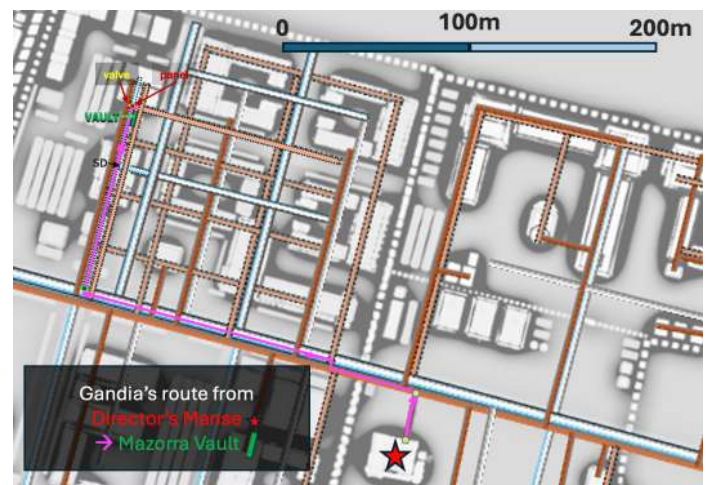 0 100m 200m
valve panel
VAULT
SD
Gandia's route from
Director's Manse ★
→ Mazorra Vault